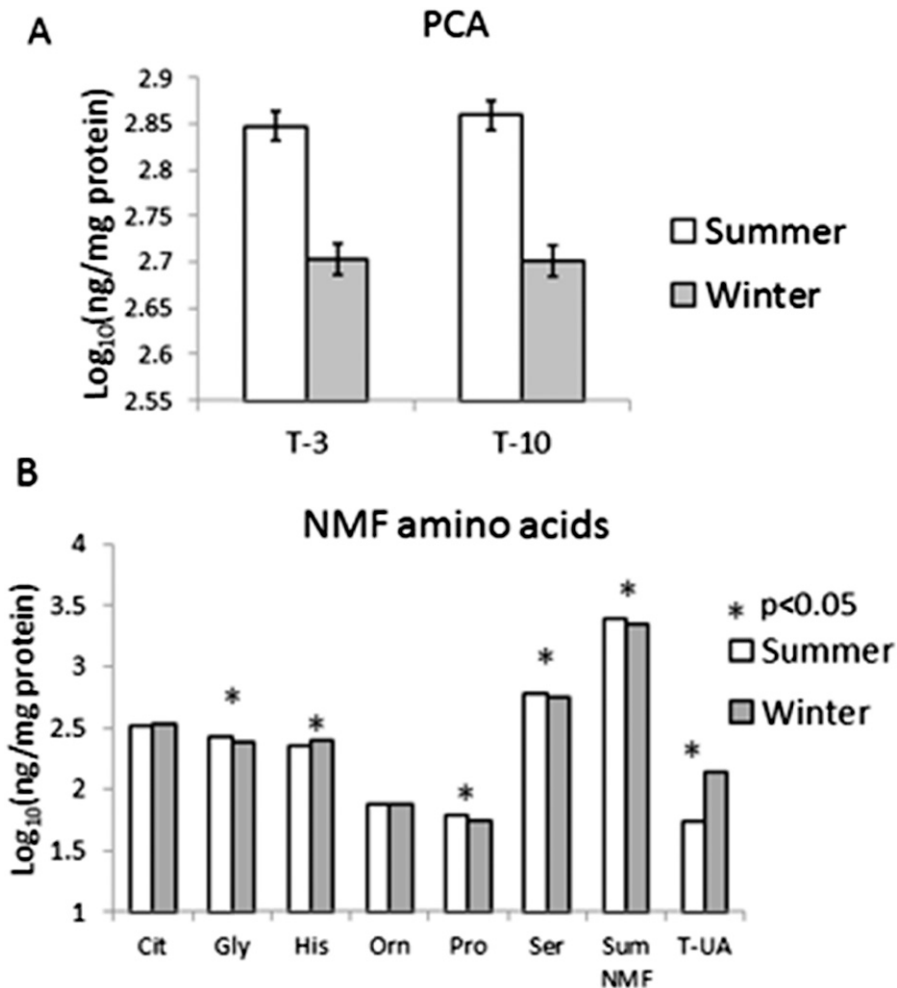 A
PCA
Log10(ng/mg protein)
2.9
2.85
2.8
2.75
2.7
2.65
2.6
2.55
T-3
T-10
Summer
Winter
B
NMF amino acids
Log10(ng/mg protein)
4
3.5
3
2.5
2
1.5
1
* * * * * *
Cit Gly His Orn Pro Ser Sum NMF T-UA
* p<0.05
Summer
Winter